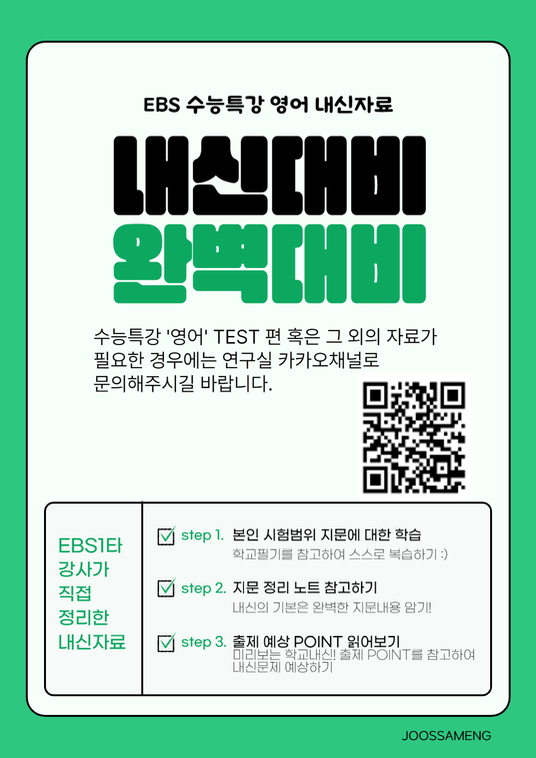 EBS 수능특강 영어 내신자료
내신대비
완벽대비
수능특강 '영어' TEST 편 혹은 그 외의 자료가
필요한 경우에는 연구실 카카오채널로
문의해주시길 바랍니다.
EBS1타
강사가
직접
정리한
내신자료
step 1. 본인 시험범위 지문에 대한 학습
학교필기를 참고하여 스스로 복습하기 :)
step 2. 지문 정리 노트 참고하기
내신의 기본은 완벽한 지문내용 암기!
step 3. 출제 예상 POINT 읽어보기
미리보는 학교내신! 출제 POINT를 참고하여
내신문제 예상하기
JOOSSAMENG